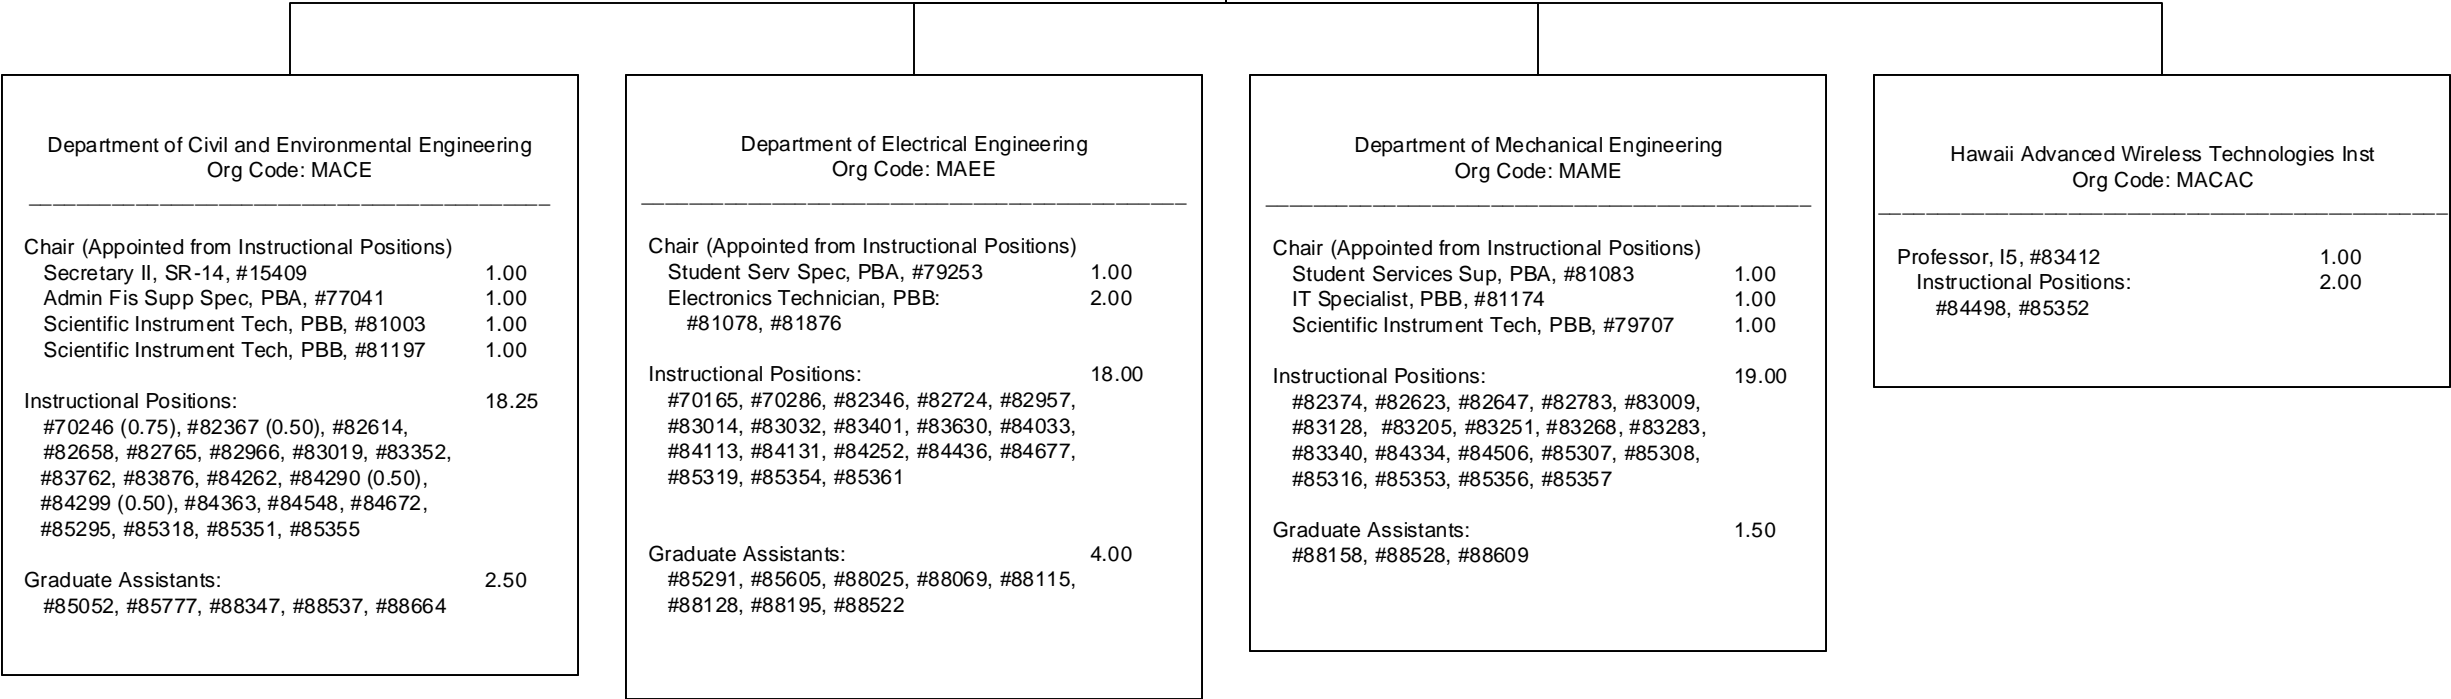 Department of Civil and Environmental Engineering
Org Code: MACE
Chair (Appointed from Instructional Positions)
Secretary II, SR-14, #15409 1.00
Admin Fis Supp Spec, PBA, #77041 1.00
Scientific Instrument Tech, PBB, #81003 1.00
Scientific Instrument Tech, PBB, #81197 1.00
Instructional Positions: 18.25
#70246 (0.75), #82367 (0.50), #82614,
#82658, #82765, #82966, #83019, #83352,
#83762, #83876, #84262, #84290 (0.50),
#84299 (0.50), #84363, #84548, #84672,
#85295, #85318, #85351, #85355
Graduate Assistants: 2.50
#85052, #85777, #88347, #88537, #88664
Department of Electrical Engineering
Org Code: MAEE
Chair (Appointed from Instructional Positions)
Student Serv Spec, PBA, #79253 1.00
Electronics Technician, PBB: 2.00
#81078, #81876
Instructional Positions: 18.00
#70165, #70286, #82346, #82724, #82957,
#83014, #83032, #83401, #83630, #84033,
#84113, #84131, #84252, #84436, #84677,
#85319, #85354, #85361
Graduate Assistants: 4.00
#85291, #85605, #88025, #88069, #88115,
#88128, #88195, #88522
Department of Mechanical Engineering
Org Code: MAME
Chair (Appointed from Instructional Positions)
Student Services Sup, PBA, #81083 1.00
IT Specialist, PBB, #81174 1.00
Scientific Instrument Tech, PBB, #79707 1.00
Instructional Positions: 19.00
#82374, #82623, #82647, #82783, #83009,
#83128, #83205, #83251, #83268, #83283,
#83340, #84334, #84506, #85307, #85308,
#85316, #85353, #85356, #85357
Graduate Assistants: 1.50
#88158, #88528, #88609
Hawaii Advanced Wireless Technologies Inst
Org Code: MACAC
Professor, I5, #83412 1.00
Instructional Positions: 2.00
#84498, #85352